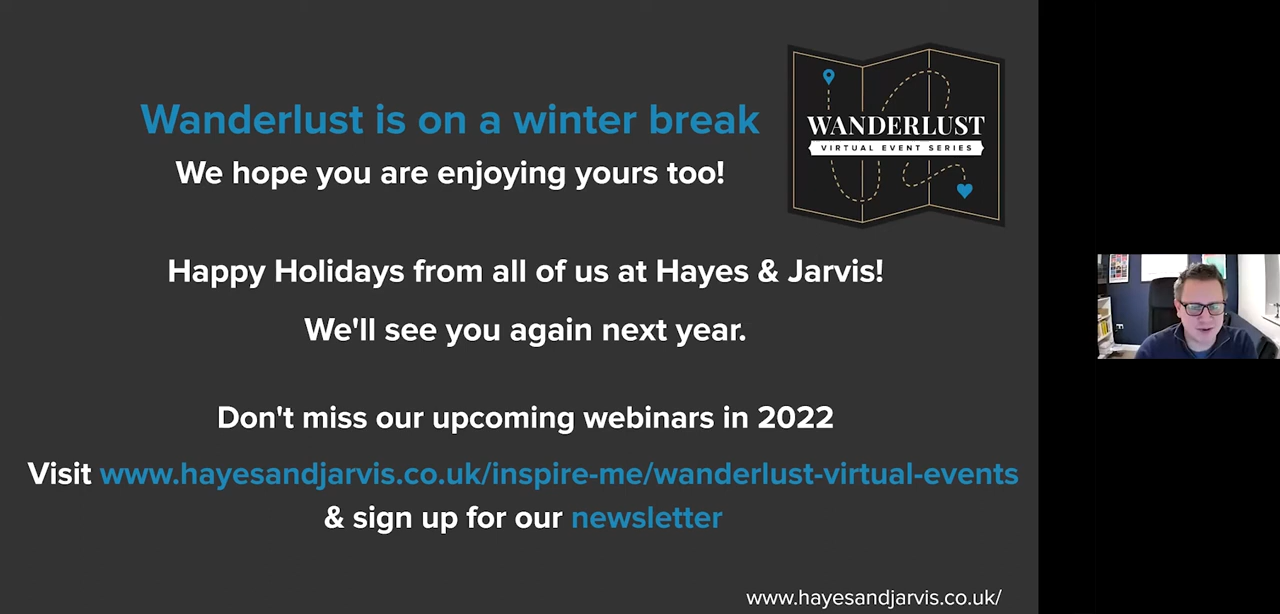 Wanderlust is on a winter break
We hope you are enjoying yours too!
WANDERLUST
VIRTUAL EVENT SERIES
Happy Holidays from all of us at Hayes & Jarvis!
We'll see you again next year.
Don't miss our upcoming webinars in 2022
Visit www.hayesandjarvis.co.uk/inspire-me/wanderlust-virtual-events
& sign up for our newsletter
www.hayesandjarvis.co.uk/